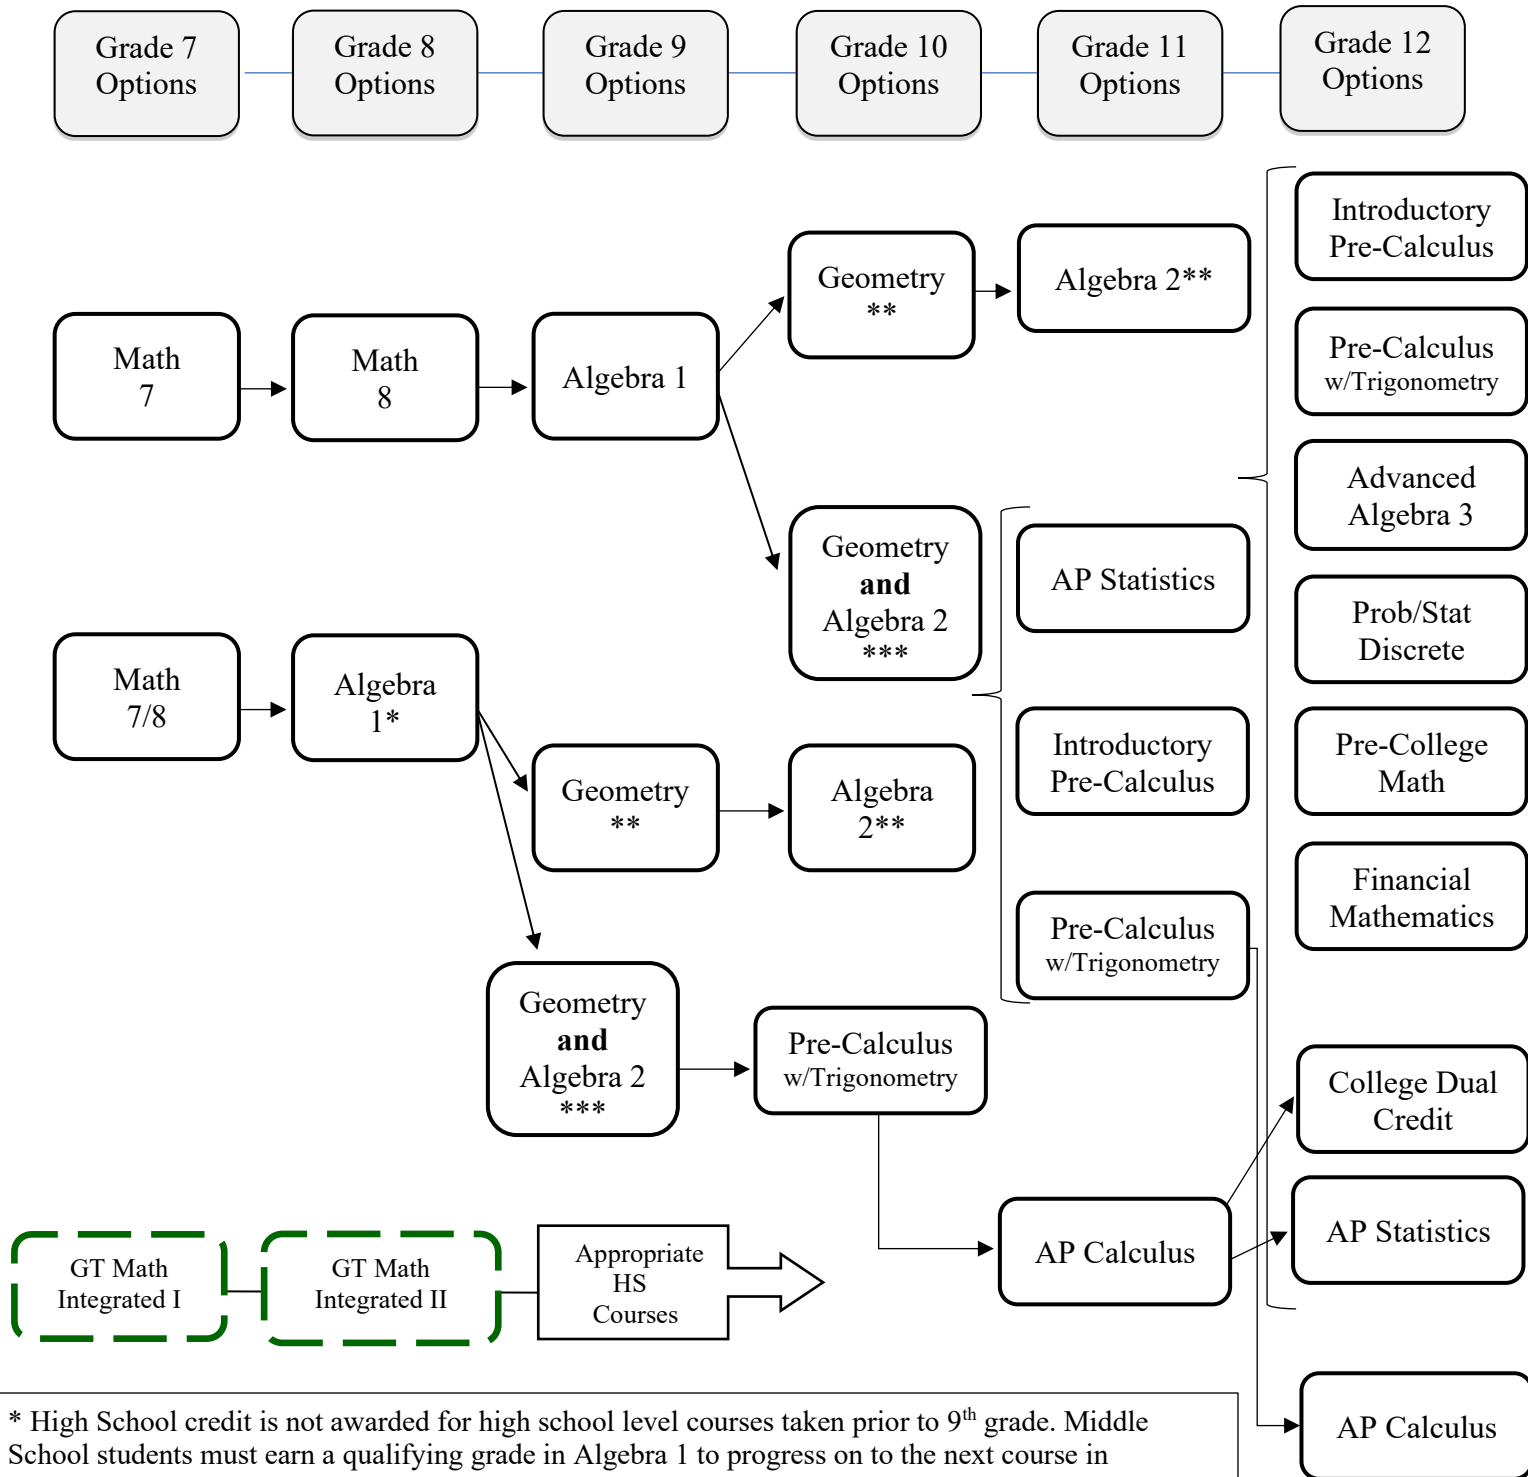 Grade 7
Options
Grade 8
Options
Grade 9
Options
Grade 10
Options
Grade 11
Options
Grade 12
Options
Math
7
Math
8
Algebra 1
Geometry
**
Algebra 2**
Geometry
and
Algebra 2
***
Math
7/8
Algebra
1*
Geometry
**
Algebra
2**
Geometry
and
Algebra 2
***
Pre-Calculus
w/Trigonometry
AP Statistics
Introductory
Pre-Calculus
Pre-Calculus
w/Trigonometry
AP Calculus
Introductory
Pre-Calculus
Pre-Calculus
w/Trigonometry
Advanced
Algebra 3
Prob/Stat
Discrete
Pre-College
Math
Financial
Mathematics
College Dual
Credit
AP Statistics
AP Calculus
GT Math
Integrated I
GT Math
Integrated II
Appropriate
HS
Courses
* High School credit is not awarded for high school level courses taken prior to 9th grade. Middle
School students must earn a qualifying grade in Algebra 1 to progress on to the next course in